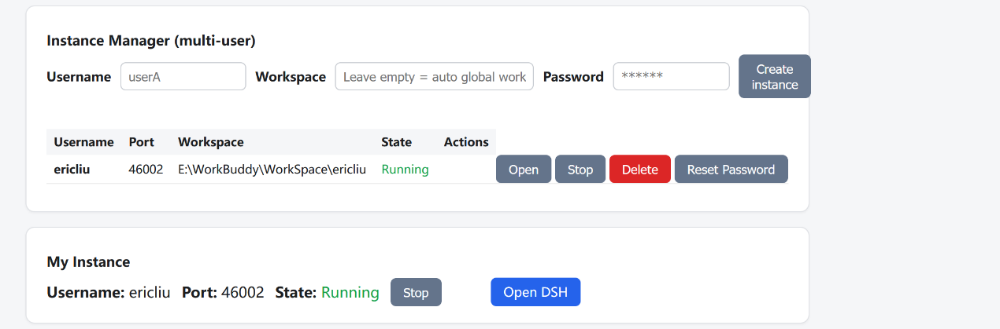 Instance Manager (multi-user)
Username userA Workspace Leave empty = auto global work Password ****** Create instance
Username Port Workspace State Actions
ericliu 46002 E:\WorkBuddy\WorkSpace\ericliu Running Open Stop Delete Reset Password
My Instance
Username: ericliu Port: 46002 State: Running Stop Open DSH